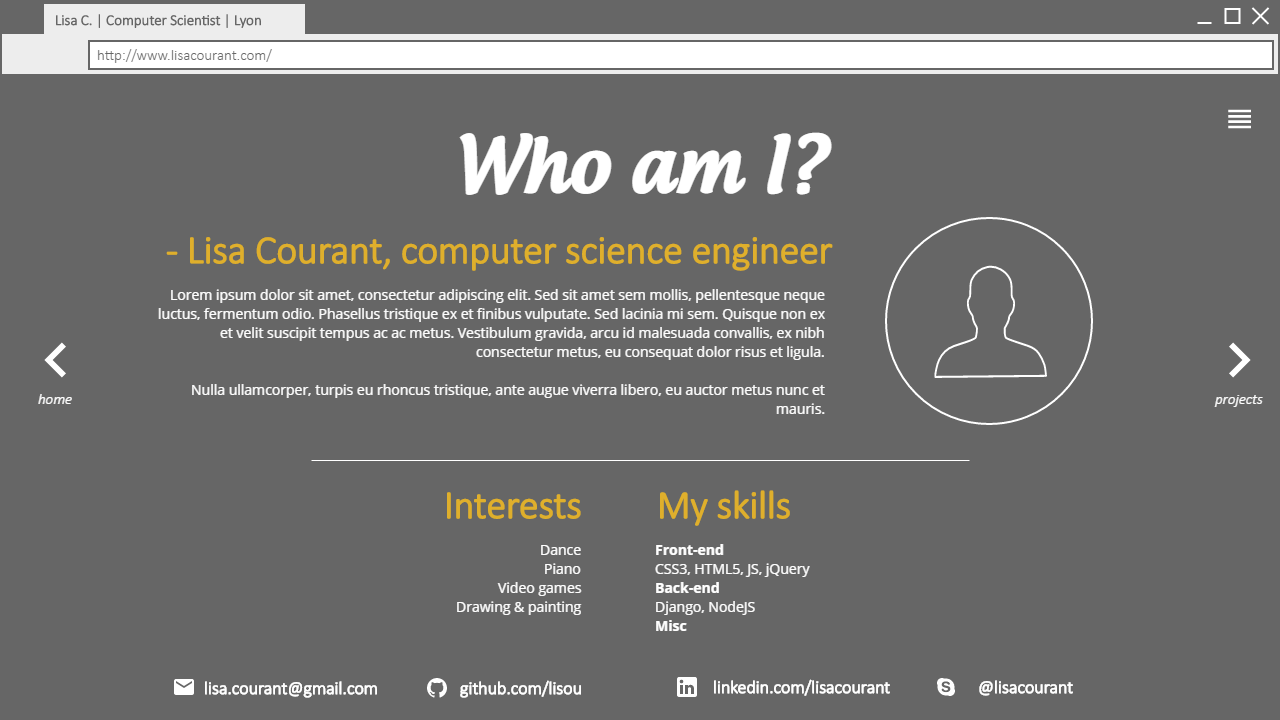 Lisa C. | Computer Scientist | Lyon
http://www.lisacourant.com/
Who am I?
- Lisa Courant, computer science engineer
Lorem ipsum dolor sit amet, consectetur adipiscing elit. Sed sit amet sem mollis, pellentesque neque
luctus, fermentum odio. Phasellus tristique ex et finibus vulputate. Sed lacinia mi sem. Quisque non ex
et velit suscipit tempus ac ac metus. Vestibulum gravida, arcu id malesuada convallis, ex nibh
consectetur metus, eu consequat dolor risus et ligula.
Nulla ullamcorper, turpis eu rhoncus tristique, ante augue viverra libero, eu auctor metus nunc et
mauris.
home
projects
Interests
Dance
Piano
Video games
Drawing & painting
My skills
Front-end
CSS3, HTML5, JS, jQuery
Back-end
Django, NodeJS
Misc
lisa.courant@gmail.com
github.com/lisou
linkedin.com/lisacourant
@lisacourant